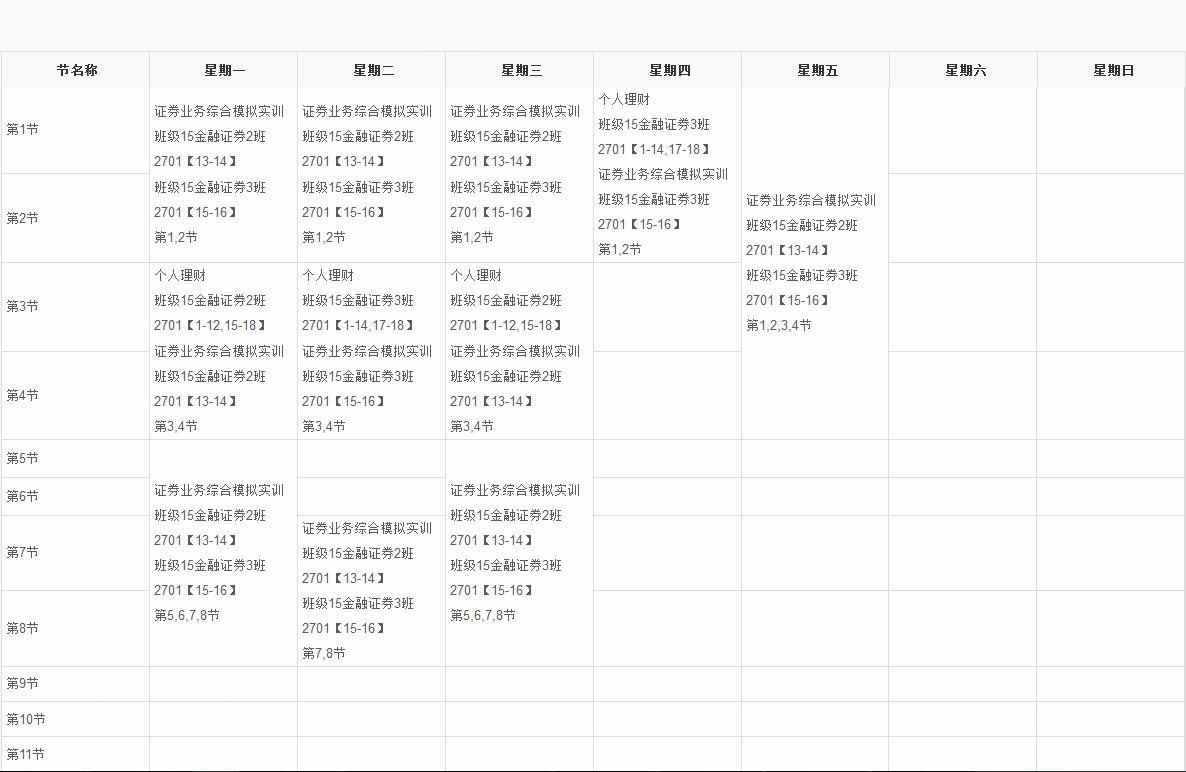 节名称 星期一 星期二 星期三 星期四 星期五 星期六 星期日
第1节
第2节
证券业务综合模拟实训
班级15金融证券2班
2701【13-14】
班级15金融证券3班
2701【15-16】
第1,2节
证券业务综合模拟实训
班级15金融证券2班
2701【13-14】
班级15金融证券3班
2701【15-16】
第1,2节
证券业务综合模拟实训
班级15金融证券2班
2701【13-14】
班级15金融证券3班
2701【15-16】
第1,2节
个人理财
班级15金融证券3班
2701【1-14,17-18】
证券业务综合模拟实训
班级15金融证券3班
2701【15-16】
第1,2节
证券业务综合模拟实训
班级15金融证券2班
2701【13-14】
班级15金融证券3班
2701【15-16】
第1,2,3,4节
第3节
第4节
个人理财
班级15金融证券2班
2701【1-12,15-18】
证券业务综合模拟实训
班级15金融证券2班
2701【13-14】
第3,4节
个人理财
班级15金融证券3班
2701【1-14,17-18】
证券业务综合模拟实训
班级15金融证券3班
2701【15-16】
第3,4节
个人理财
班级15金融证券2班
2701【1-12,15-18】
证券业务综合模拟实训
班级15金融证券2班
2701【13-14】
第3,4节
第5节
第6节
第7节
第8节
证券业务综合模拟实训
班级15金融证券2班
2701【13-14】
班级15金融证券3班
2701【15-16】
第5,6,7,8节
证券业务综合模拟实训
班级15金融证券2班
2701【13-14】
班级15金融证券3班
2701【15-16】
第7,8节
证券业务综合模拟实训
班级15金融证券2班
2701【13-14】
班级15金融证券3班
2701【15-16】
第5,6,7,8节
第9节
第10节
第11节